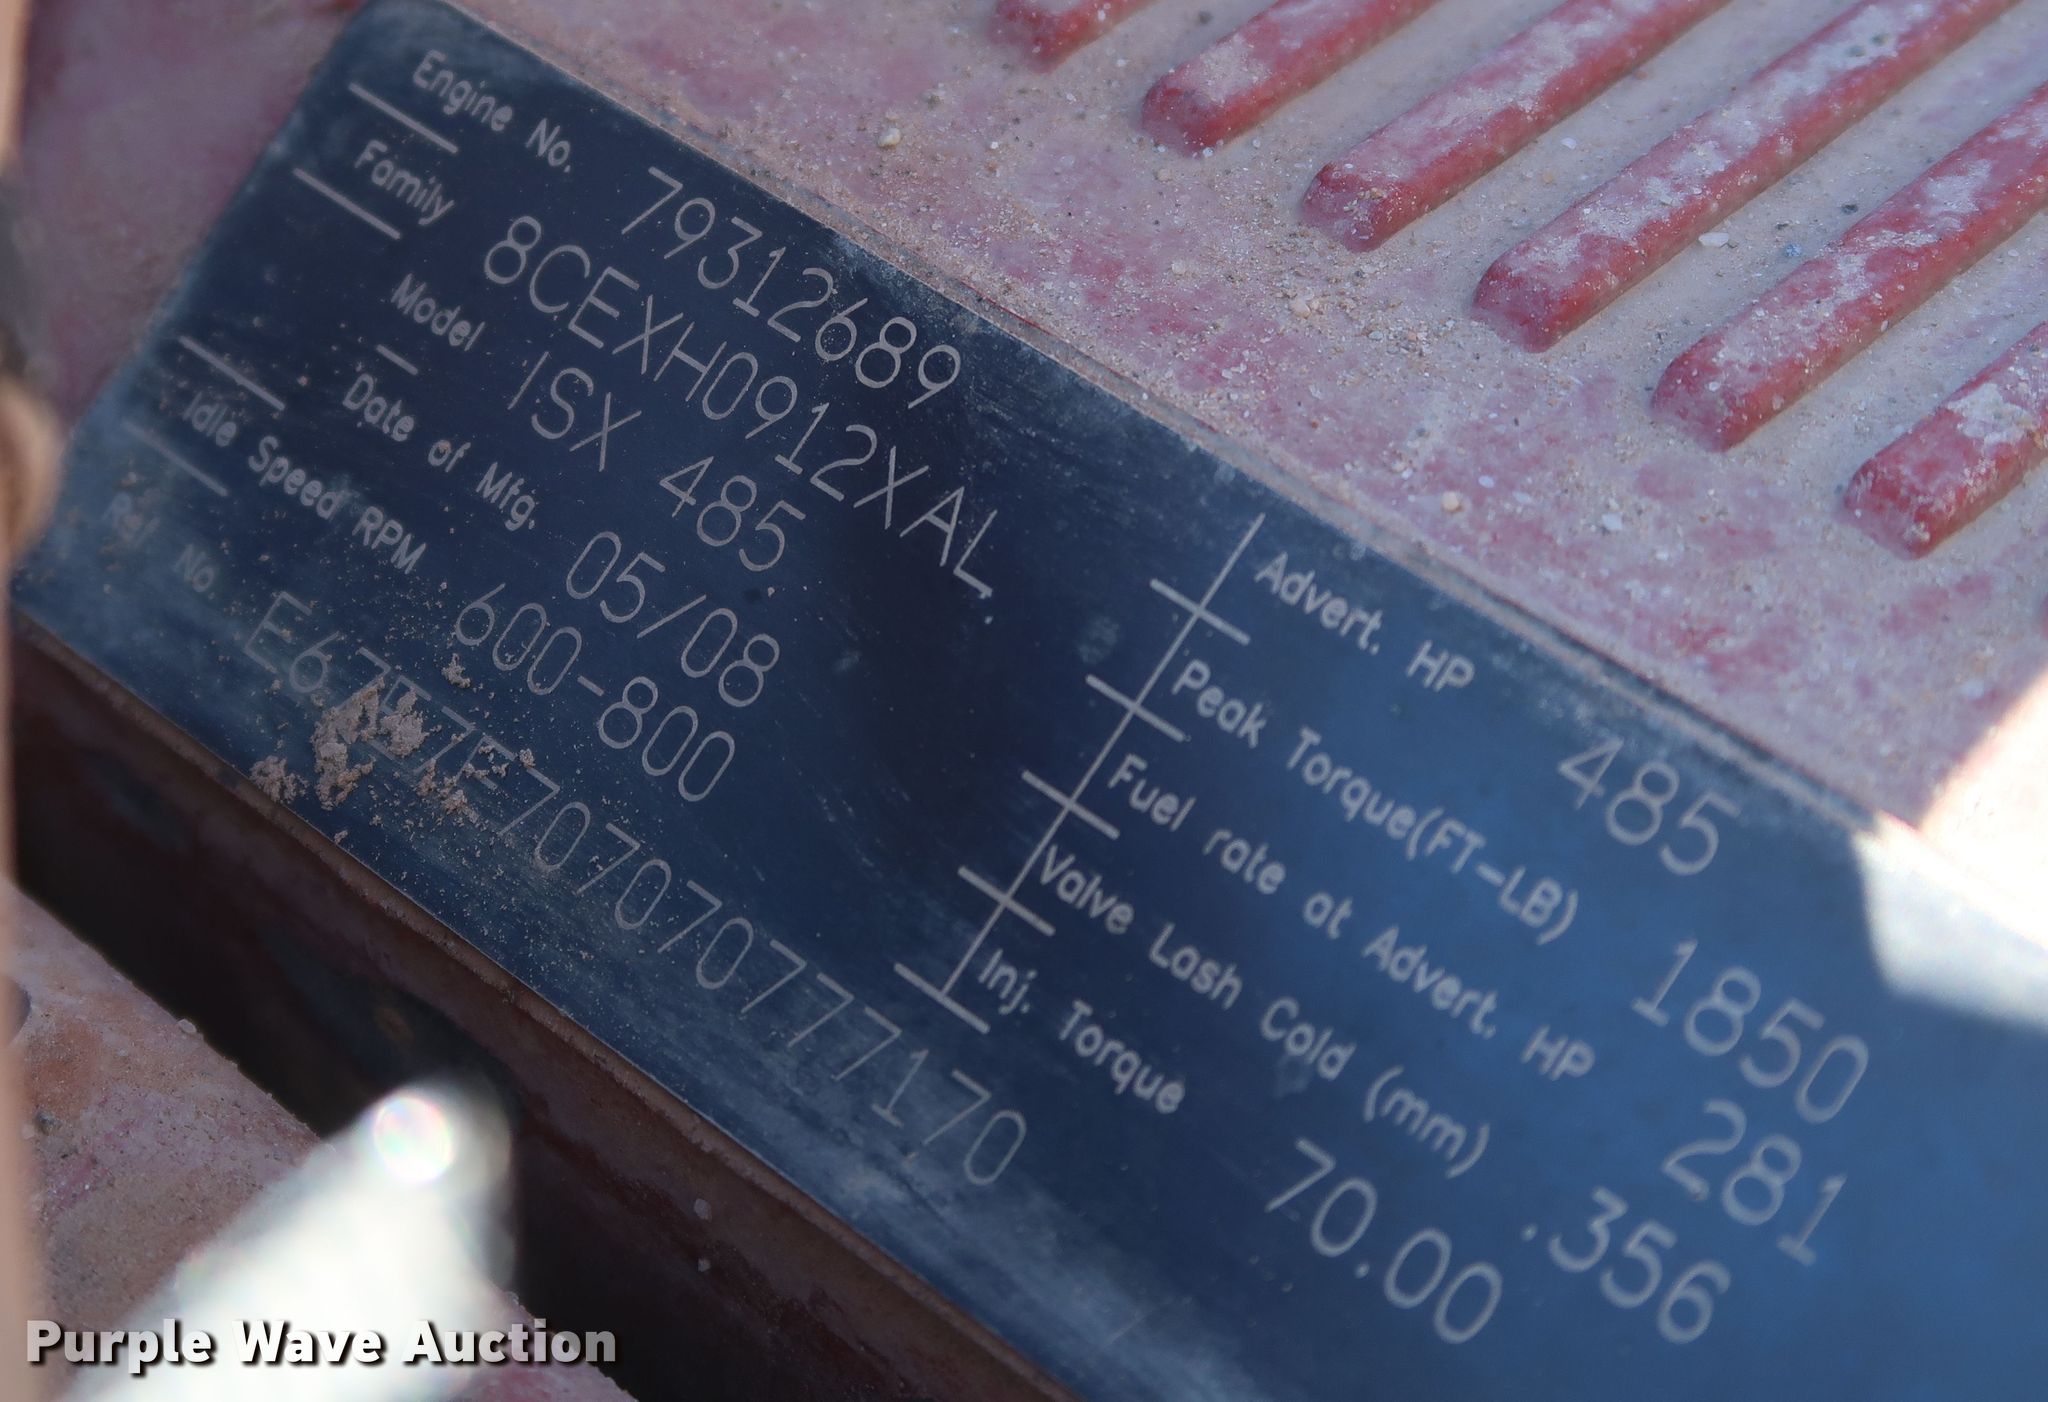 Engine No. 79312689
Family 8CEXH0912XAL
Model ISX 485
Date of Mfg. 05/08
Idle Speed RPM 600-800
Ref No.
Advert. HP 485
Peak Torque(FT-LB) 1850
Fuel rate at Advert. HP 281
Valve Lash Cold (mm) .356
Inj. Torque 70.00
Purple Wave Auction